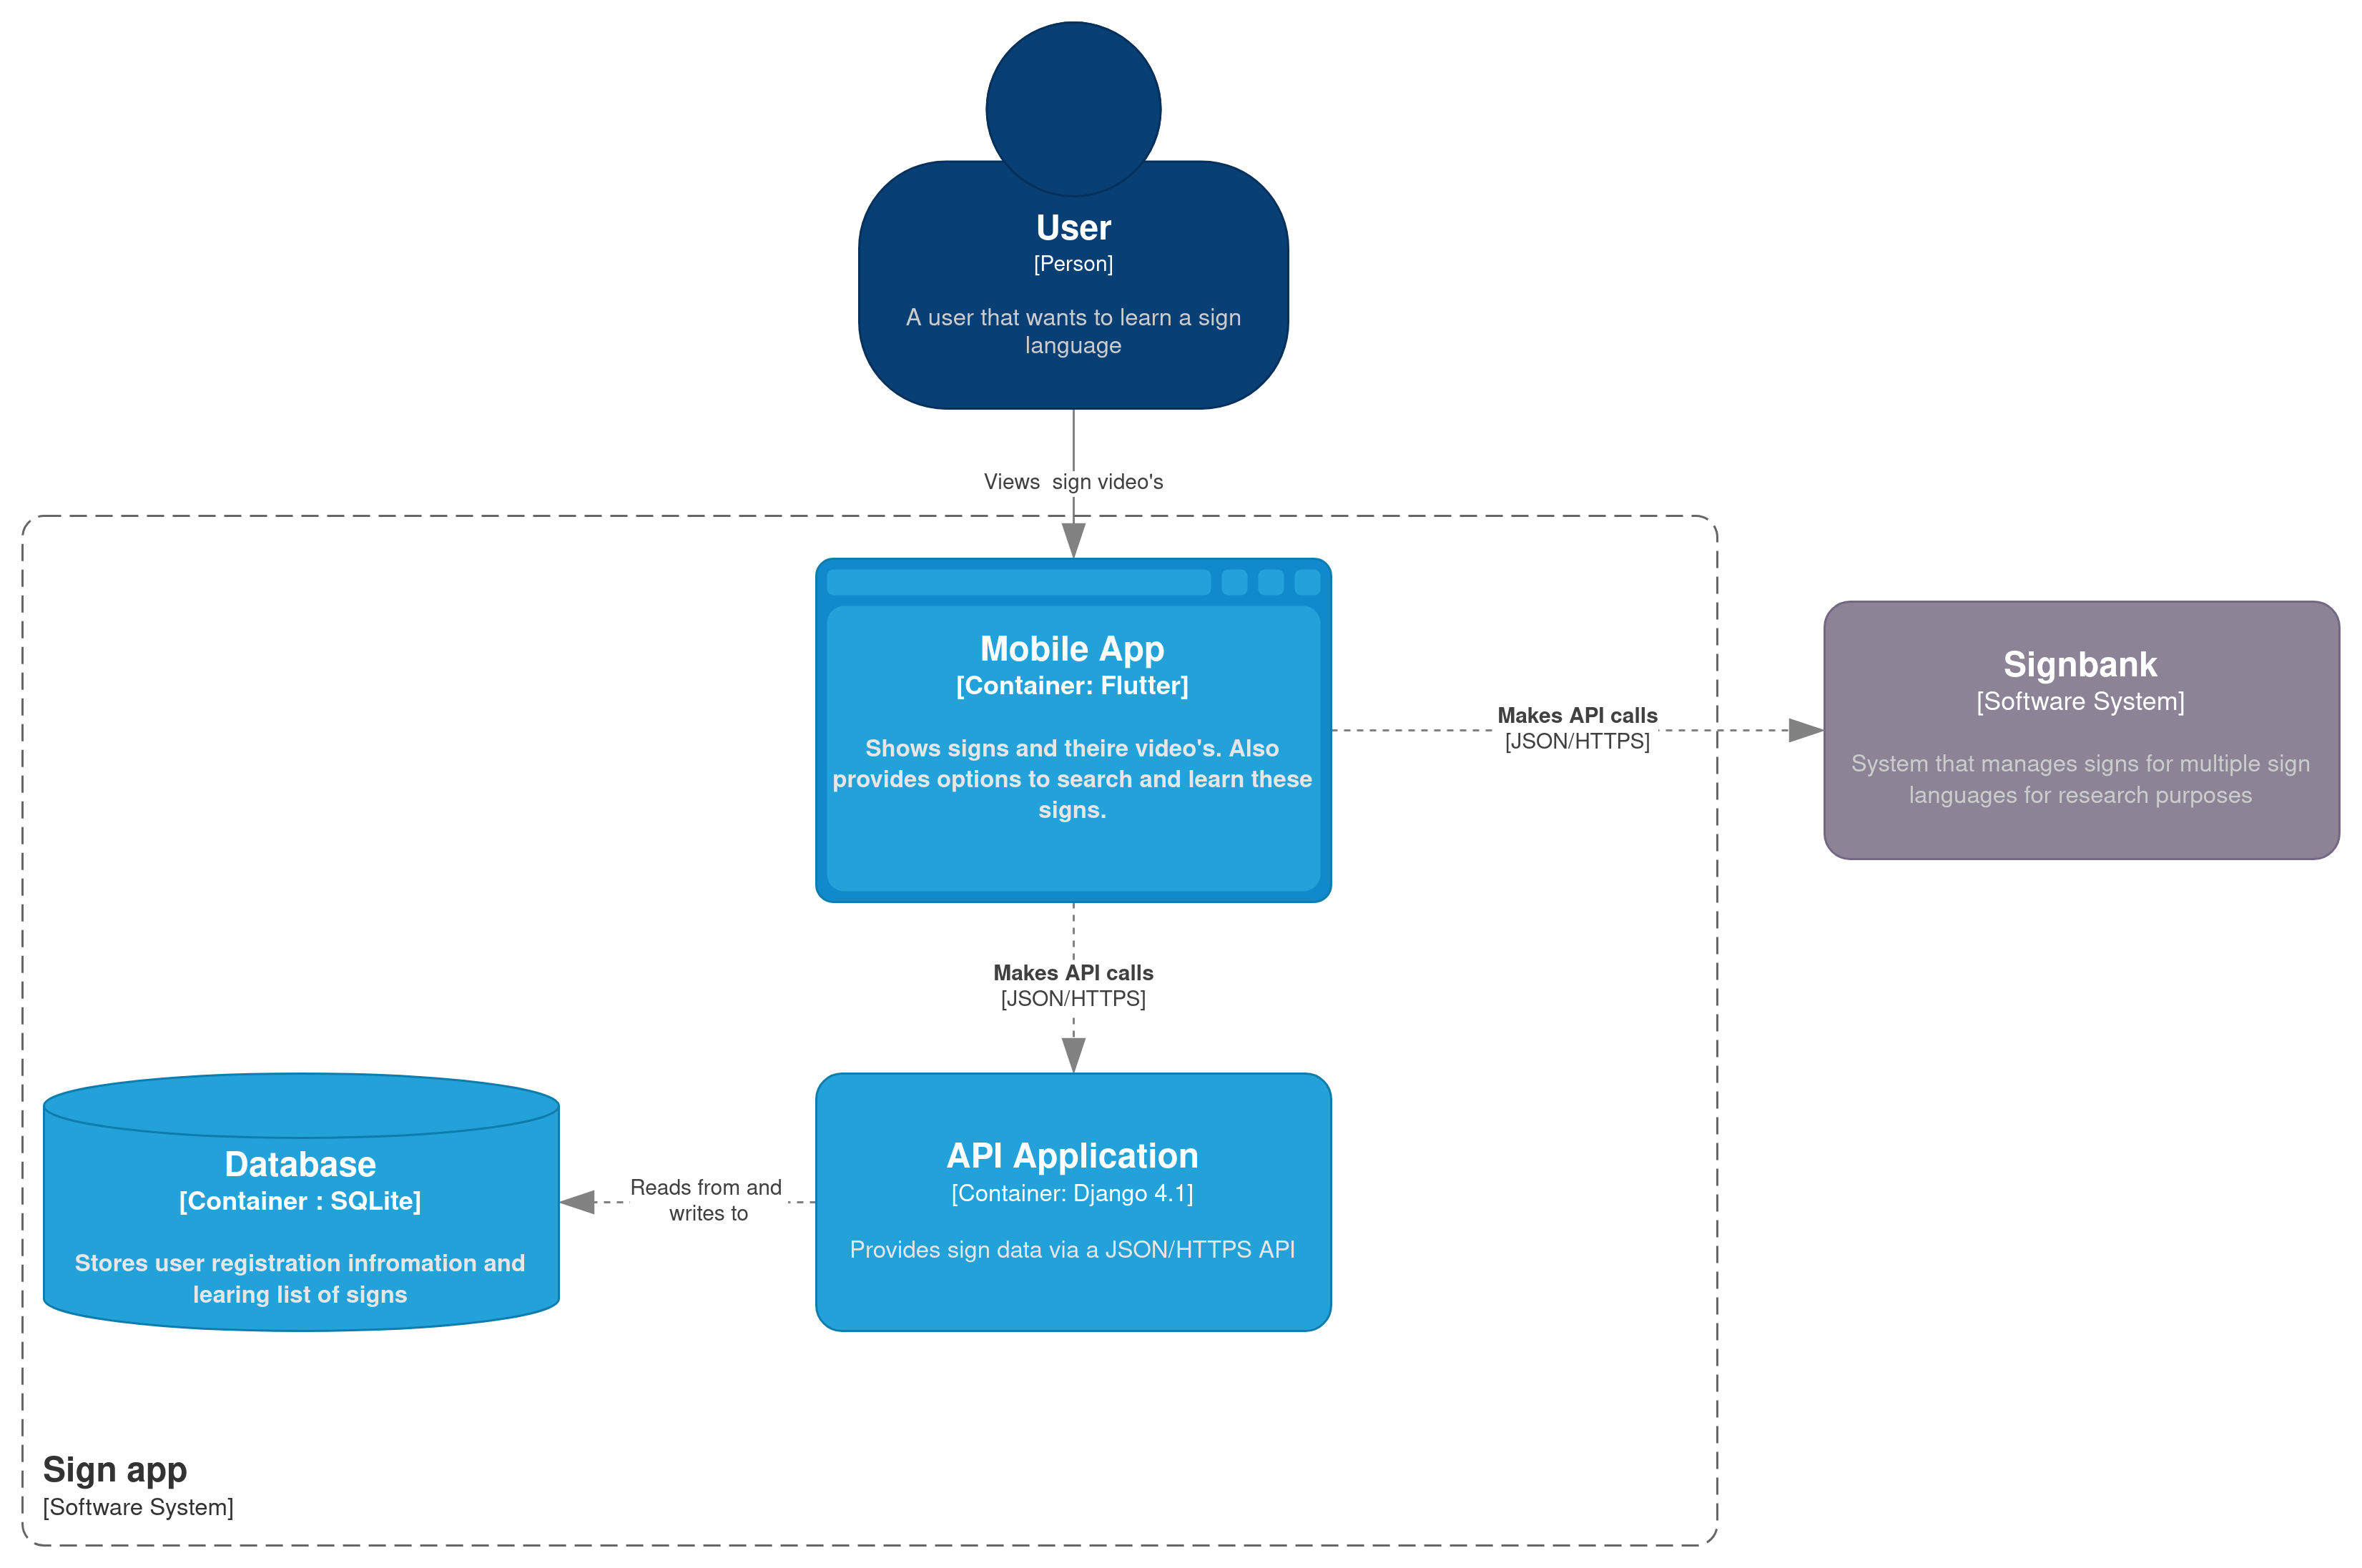 User
[Person]
A user that wants to learn a sign
language
Views  sign video's
Mobile App
[Container: Flutter]
Shows signs and theire video's. Also
provides options to search and learn these
signs.
Makes API calls
[JSON/HTTPS]
Signbank
[Software System]
System that manages signs for multiple sign
languages for research purposes
Makes API calls
[JSON/HTTPS]
Database
[Container : SQLite]
Stores user registration infromation and
learing list of signs
Reads from and
writes to
API Application
[Container: Django 4.1]
Provides sign data via a JSON/HTTPS API
Sign app
[Software System]